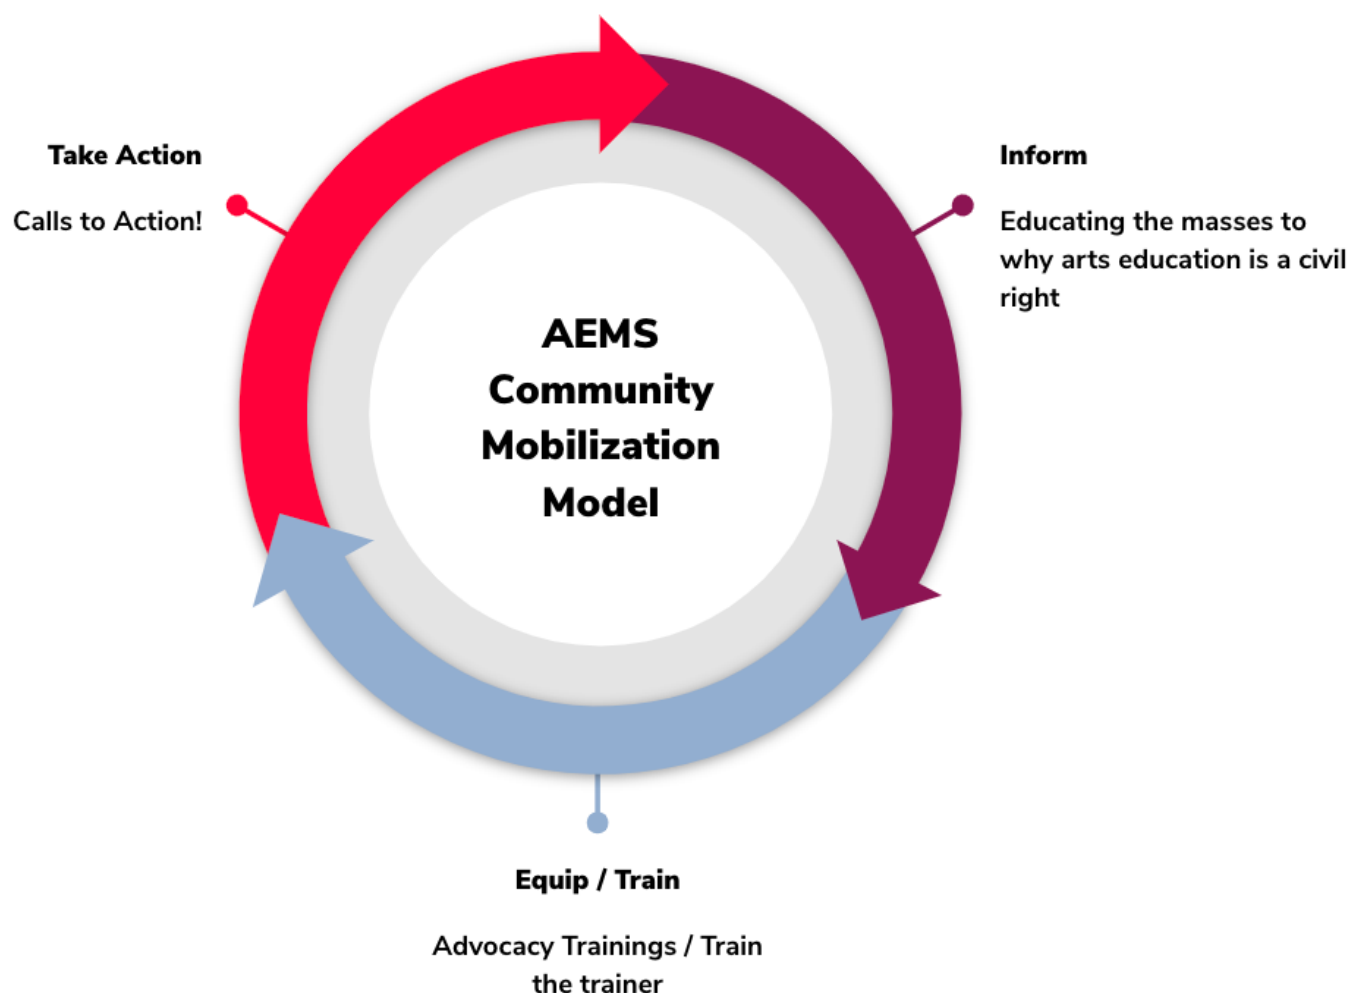 Take Action
Calls to Action!
Inform
Educating the masses to
why arts education is a civil
right
AEMS
Community
Mobilization
Model
Equip / Train
Advocacy Trainings / Train
the trainer